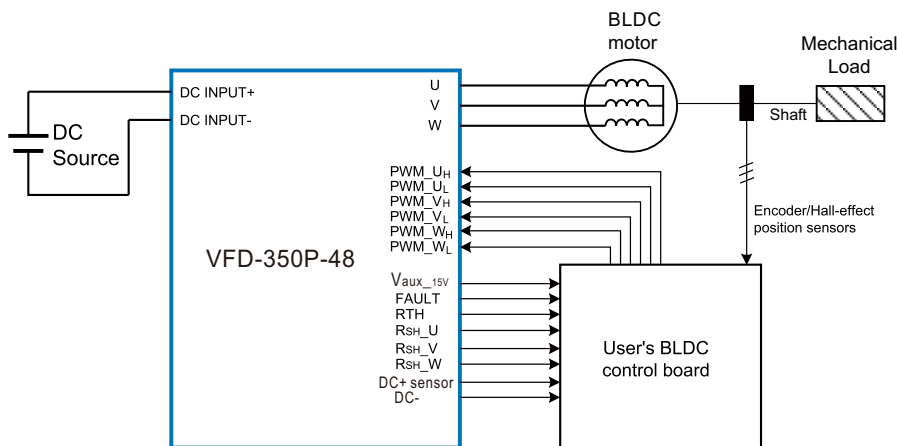 BLDC
motor
Mechanical
Load
Shaft
DC
Source
DC INPUT+
DC INPUT-
VFD-350P-48
U
V
W
PWM_UH
PWM_UL
PWM_VH
PWM_VL
PWM_WH
PWM_WL
Vaux_15V
FAULT
RTH
RSH_U
RSH_V
RSH_W
DC+ sensor
DC-
Encoder/Hall-effect
position sensors
User's BLDC
control board